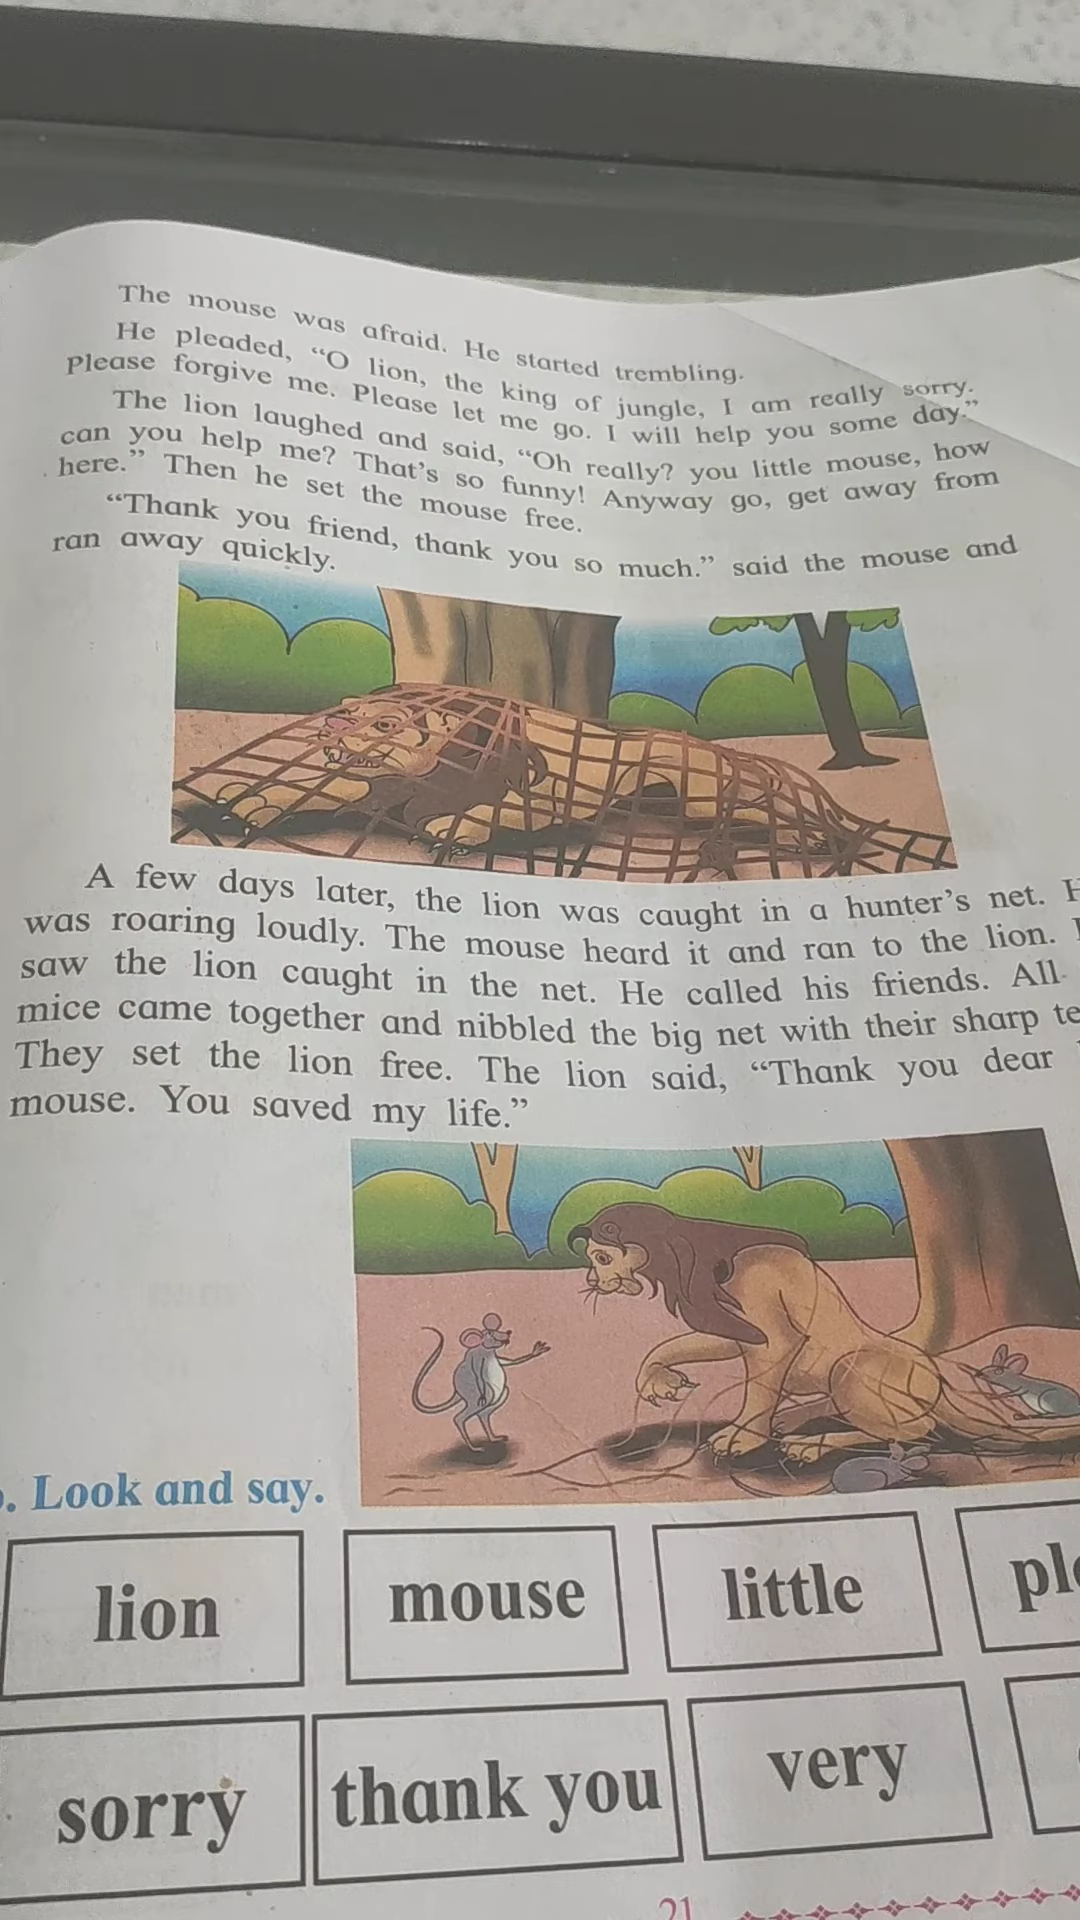 The mouse was afraid. He started trembling.
He pleaded, “O lion, the king of jungle, I am really sorry.
Please forgive me. Please let me go. I will help you some day.”
The lion laughed and said, “Oh really? you little mouse, how
can you help me? That’s so funny! Anyway go, get away from
here.” Then he set the mouse free.
“Thank you friend, thank you so much.” said the mouse and
ran away quickly.
A few days later, the lion was caught in a hunter’s net.
was roaring loudly. The mouse heard it and ran to the lion.
saw the lion caught in the net. He called his friends. All
mice came together and nibbled the big net with their sharp
They set the lion free. The lion said, “Thank you dear
mouse. You saved my life.”
Look and say.
lion mouse little
sorry thank you very
21